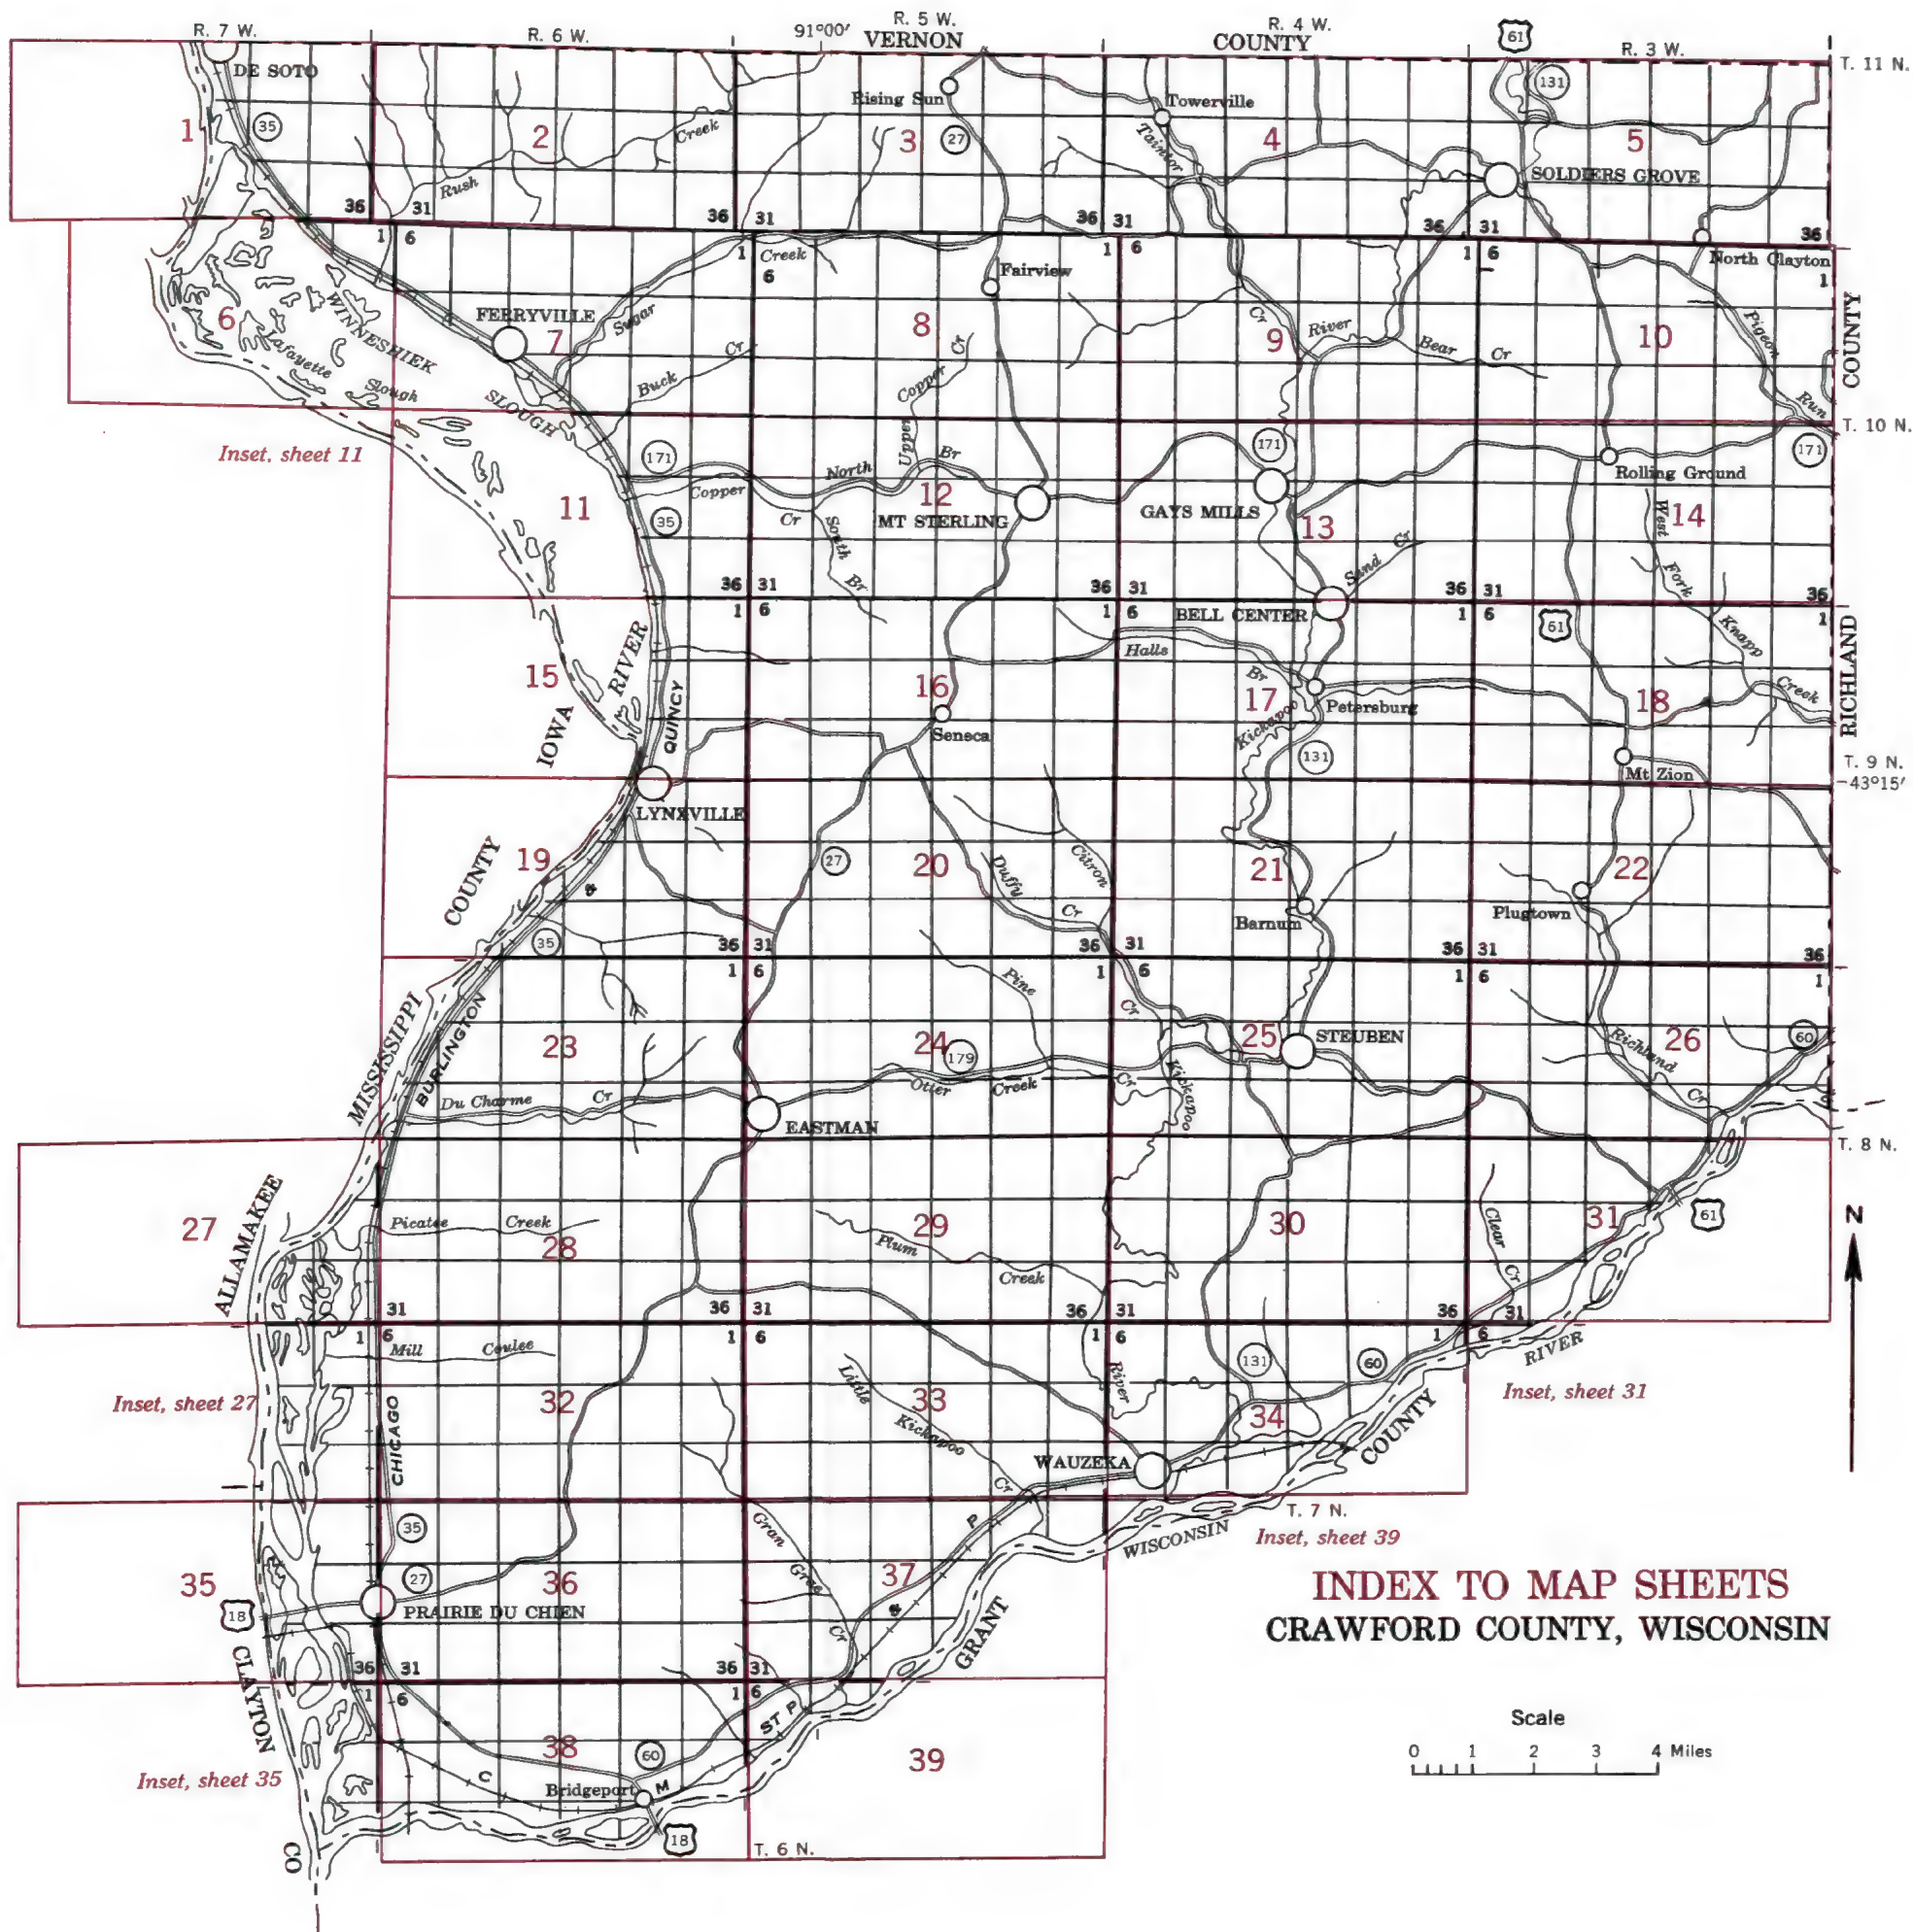 R. 7 W.
R. 6 W.
91°00′
R. 5 W.
VERNON
COUNTY
R. 4 W.
61
R. 3 W.
T. 11 N.
DE SOTO
35
1
2
Creek
Rush
Rising Sun
27
3
Towerville
Taintor
4
131
5
SOLDIERS GROVE
36 31
36 31
36 31
36 31
36
1 6
1 6
1 6
1 6
1
Creek
Fairview
North Clayton
6
WINNESHIEK
Lafayette
Slough
SLOUGH
FERRYVILLE
7
Sugar
Buck
Cr
8
Copper
Cr
Upper
Cr
9
River
Bear
Cr
10
Pigeon
Run
COUNTY
T. 10 N.
Inset, sheet 11
171
Copper
Cr
North
Br
12
South
Br
MT STERLING
11
35
171
GAYS MILLS
13
Sand Cr
171
Rolling Ground
West
Fork
Knapp
Creek
14
36 31
36 31
36 31
36
1 6
1 6
1 6
1
BELL CENTER
61
RICHLAND
15
RIVER
IOWA
QUINCY
16
Seneca
Halls
Br
17
Kickapoo
Petersburg
131
18
Mt Zion
T. 9 N.
43°15′
LYNXVILLE
COUNTY
19
&
35
27
20
Duffy
Citron
Cr
21
Barnum
22
Plugtown
36 31
36 31
36 31
36
1 6
1 6
1 6
1
MISSISSIPPI
BURLINGTON
23
Du Charme
Cr
Pine
Cr
24
179
Otter
Creek
Cr
Kickapoo
25
STEUBEN
26
Richland
Cr
60
EASTMAN
T. 8 N.
27
ALLAMAKEE
Picatee
Creek
28
29
Plum
Creek
30
Clear
Cr
31
61
N
36 31
31
36 31
36 31
1 6
1 6
1 6
1 6
Mill
Coulee
Inset, sheet 27
CHICAGO
32
Little
Kickapoo
Cr
33
River
131
60
34
WAUZEKA
COUNTY
RIVER
Inset, sheet 31
T. 7 N.
WISCONSIN
Inset, sheet 39
35
35
27
18
PRAIRIE DU CHIEN
36
Gran
Gree
Cr
37
P
&
GRANT
36 31
36 31
1 6
1 6
CLAYTON
CO
Inset, sheet 35
38
C
60
Bridgeport
M
ST P
18
39
T. 6 N.
INDEX TO MAP SHEETS
CRAWFORD COUNTY, WISCONSIN
Scale
0 1 2 3 4 Miles